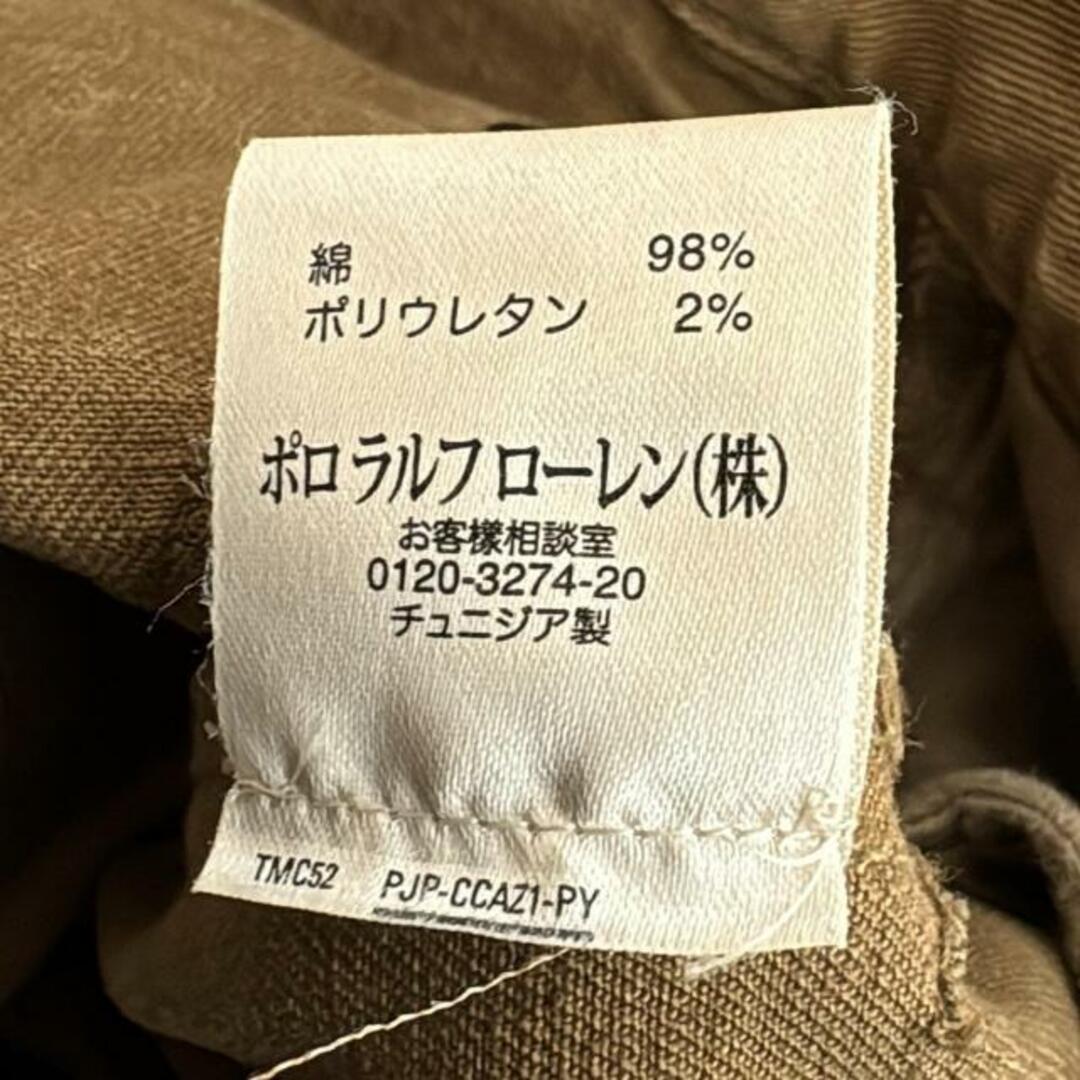 綿 98%
ポリウレタン 2%
ポロ ラルフ ローレン(株)
お客様相談室
0120-3274-20
チュニジア製
TMC52 PJP-CCAZ1-PY